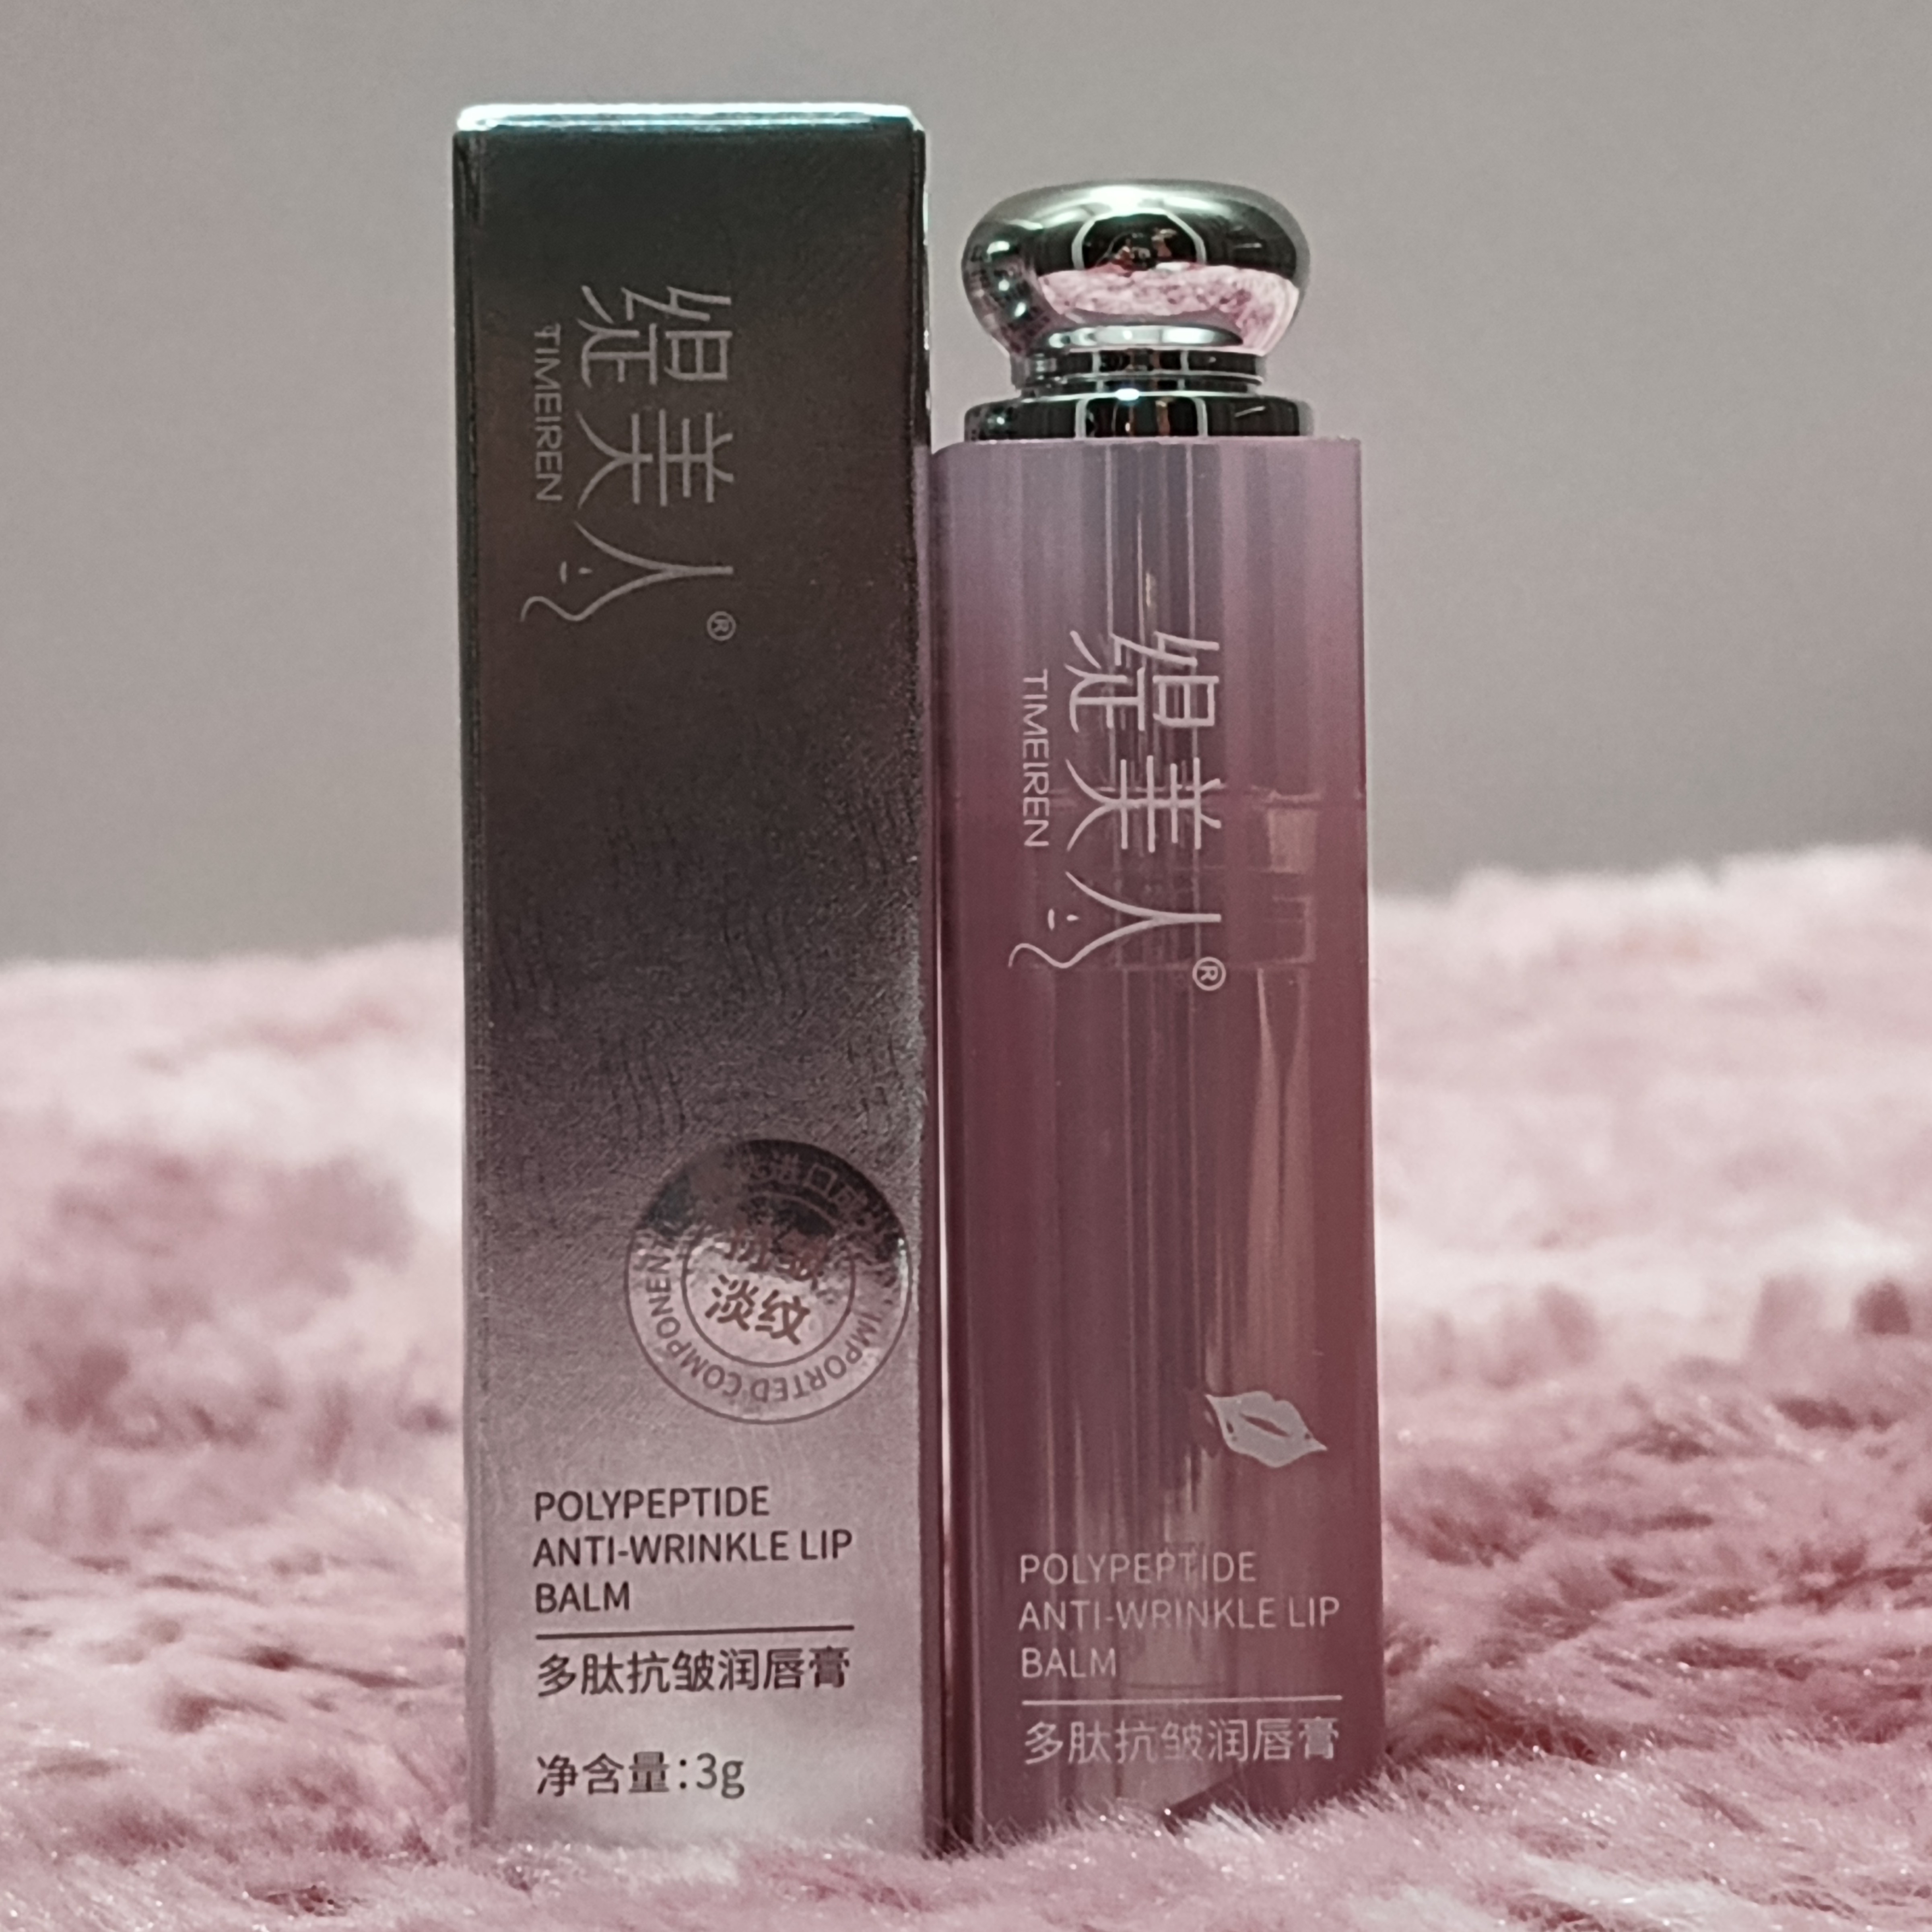 缇美人®
TIMEIREN
淡纹
IMPORTED COMPONENT
POLYPEPTIDE
ANTI-WRINKLE LIP
BALM
多肽抗皱润唇膏
净含量:3g
缇美人®
TIMEIREN
POLYPEPTIDE
ANTI-WRINKLE LIP
BALM
多肽抗皱润唇膏